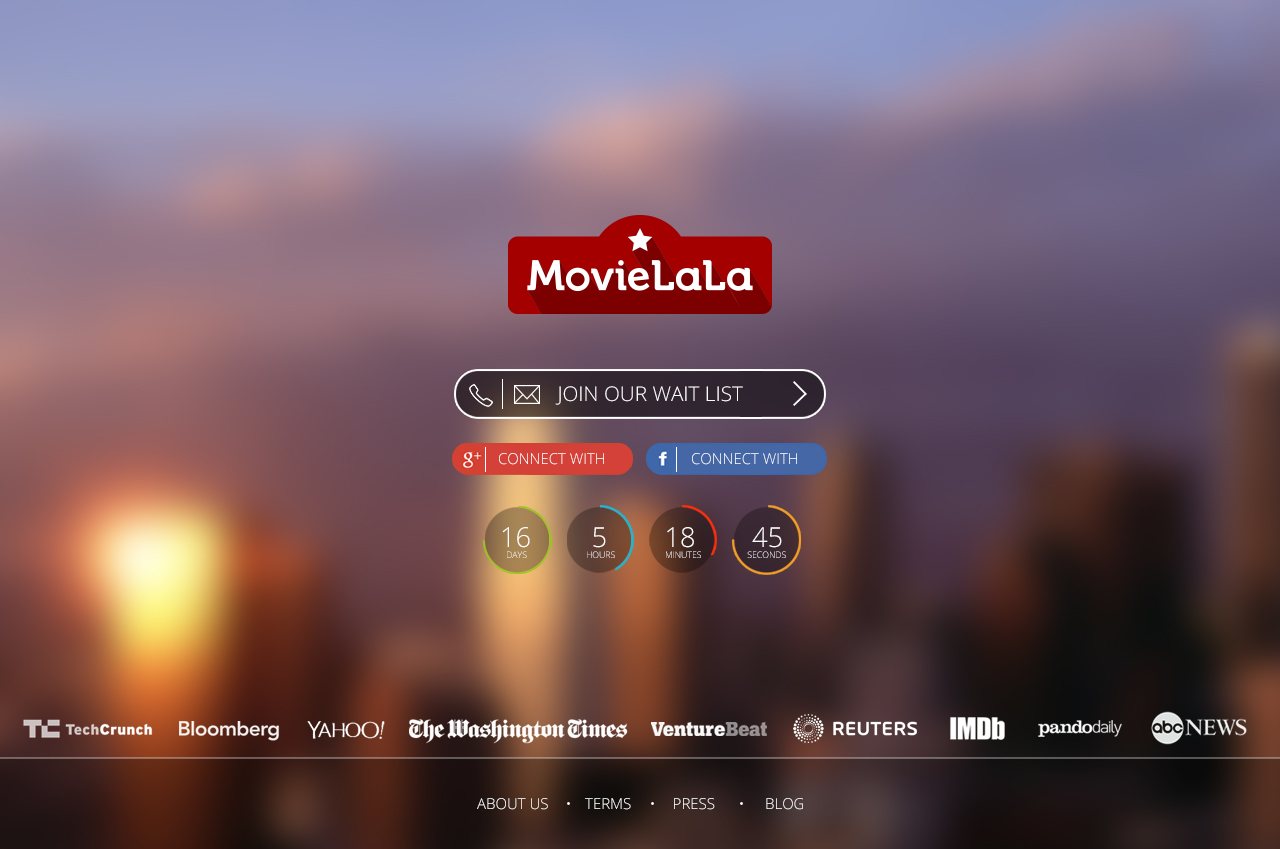 MovieLaLa
JOIN OUR WAIT LIST
g+ CONNECT WITH
f CONNECT WITH
16 5 18 45
DAYS HOURS MINUTES SECONDS
TC TechCrunch Bloomberg YAHOO! The Washington Times VentureBeat REUTERS IMDb pandodaily abc NEWS
ABOUT US • TERMS • PRESS • BLOG